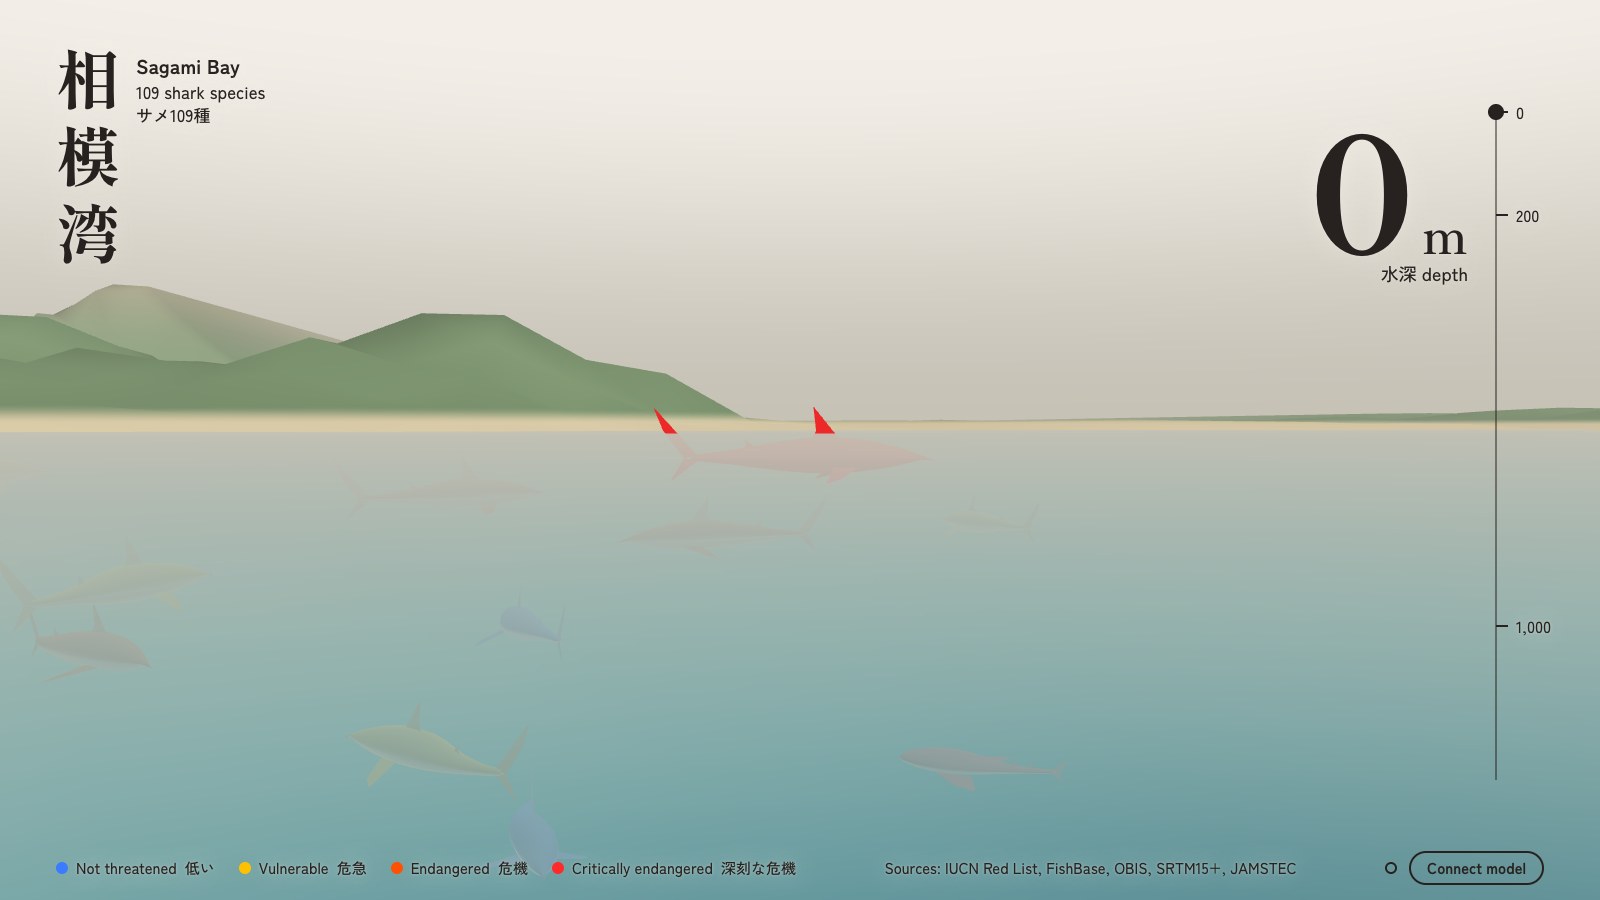 相模湾
Sagami Bay
109 shark species
サメ109種
0
200
1,000
0 m
水深 depth
Not threatened 低い
Vulnerable 危急
Endangered 危機
Critically endangered 深刻な危機
Sources: IUCN Red List, FishBase, OBIS, SRTM15+, JAMSTEC
Connect model